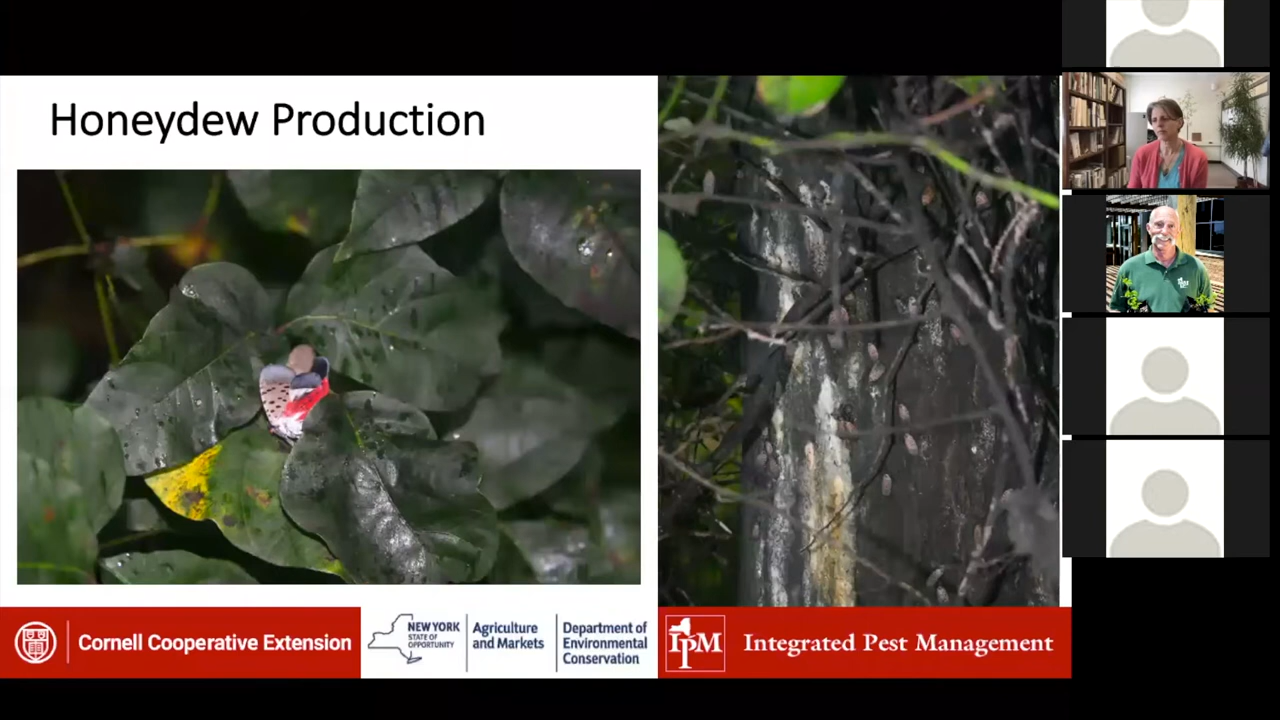 Honeydew Production
Cornell Cooperative Extension
NEW YORK
STATE OF
OPPORTUNITY
Agriculture
and Markets
Department of
Environmental
Conservation
IPM
Integrated Pest Management